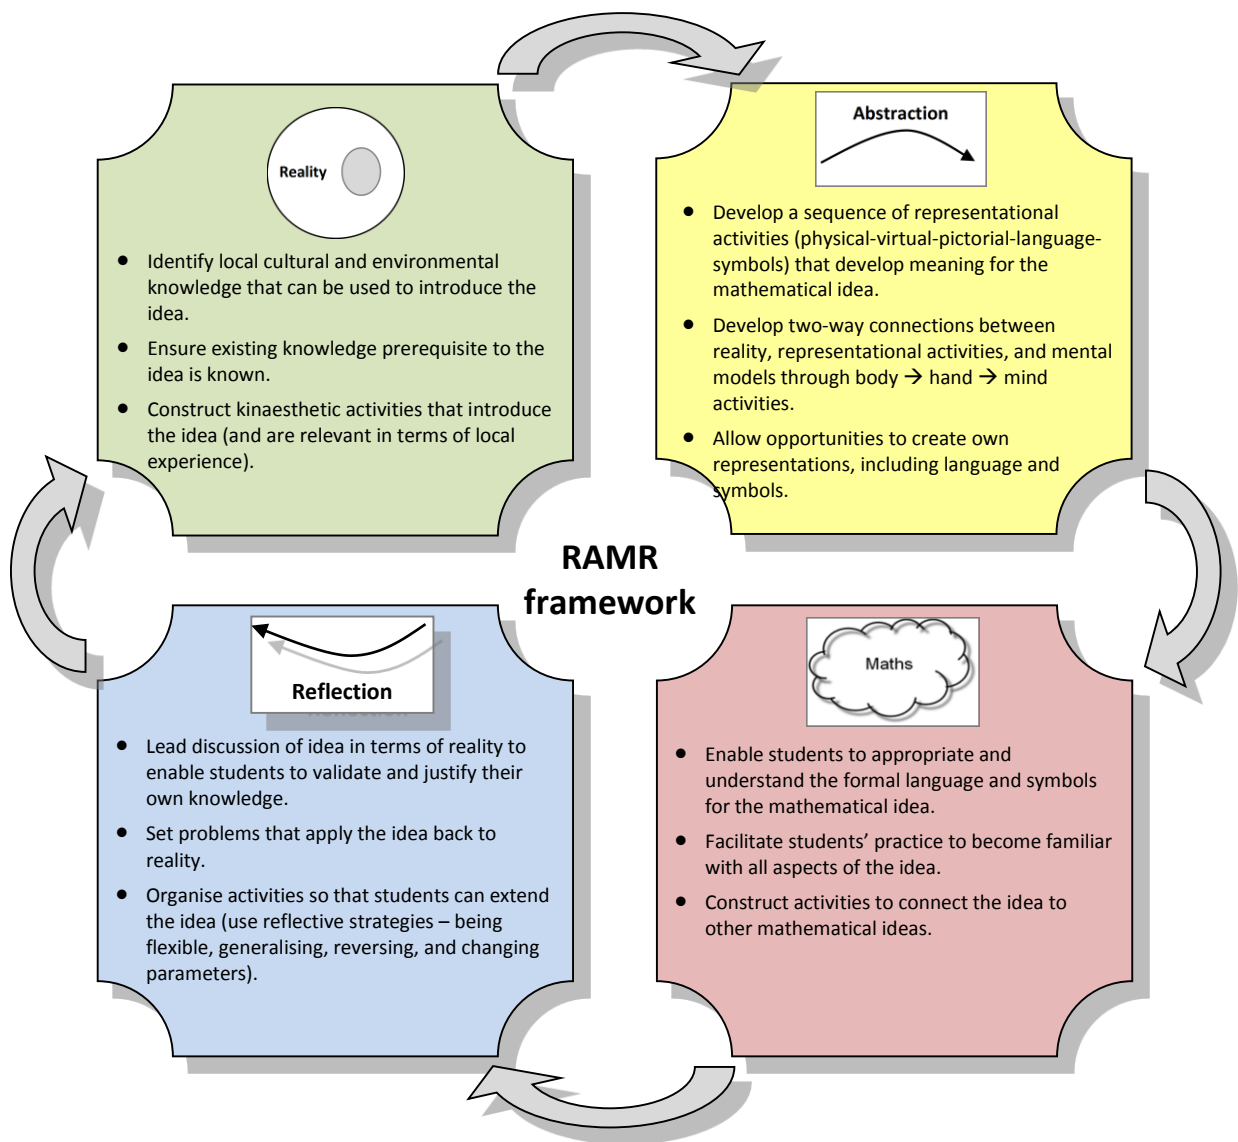 Reality
• Identify local cultural and environmental
knowledge that can be used to introduce the
idea.
• Ensure existing knowledge prerequisite to the
idea is known.
• Construct kinaesthetic activities that introduce
the idea (and are relevant in terms of local
experience).
Abstraction
• Develop a sequence of representational
activities (physical-virtual-pictorial-language-
symbols) that develop meaning for the
mathematical idea.
• Develop two-way connections between
reality, representational activities, and mental
models through body → hand → mind
activities.
• Allow opportunities to create own
representations, including language and
symbols.
RAMR
framework
Reflection
• Lead discussion of idea in terms of reality to
enable students to validate and justify their
own knowledge.
• Set problems that apply the idea back to
reality.
• Organise activities so that students can extend
the idea (use reflective strategies – being
flexible, generalising, reversing, and changing
parameters).
Maths
• Enable students to appropriate and
understand the formal language and symbols
for the mathematical idea.
• Facilitate students’ practice to become familiar
with all aspects of the idea.
• Construct activities to connect the idea to
other mathematical ideas.